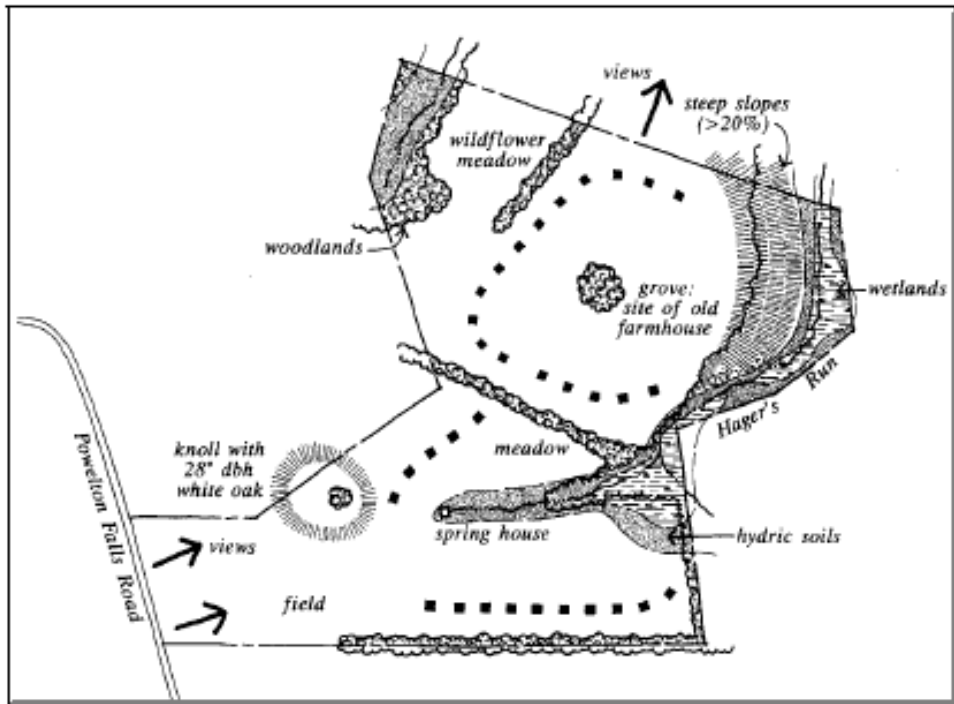 views
steep slopes
(>20%)
wildflower
meadow
woodlands
grove:
site of old
farmhouse
wetlands
Hager's Run
knoll with
28" dbh
white oak
meadow
Powelton Falls Road
views
spring house
hydric soils
field